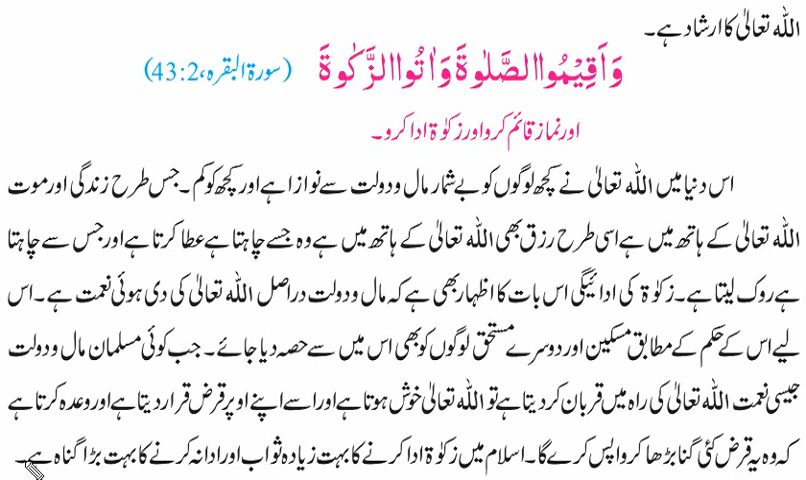 اللہ تعالیٰ کا ارشاد ہے۔
وَاَقِیْمُوا الصَّلٰوةَ وَاٰتُوا الزَّکٰوةَ (سورۃ البقرہ،43:2)
اور نماز قائم کرو اور زکوٰۃ ادا کرو۔
اس دنیا میں اللہ تعالیٰ نے کچھ لوگوں کو بے شمار مال و دولت سے نوازا ہے اور کچھ کو کم۔ جس طرح زندگی اور موت
اللہ تعالیٰ کے ہاتھ میں ہے اسی طرح رزق بھی اللہ تعالیٰ کے ہاتھ میں ہے وہ جسے چاہتا ہے عطا کرتا ہے اور جس سے چاہتا
ہے روک لیتا ہے۔ زکوۃ کی ادائیگی اس بات کا اظہار بھی ہے کہ مال و دولت دراصل اللہ تعالیٰ کی دی ہوئی نعمت ہے۔ اس
لیے اس کے حکم کے مطابق مسکین اور دوسرے مستحق لوگوں کو بھی اس میں سے حصہ دیا جائے۔ جب کوئی مسلمان مال و دولت
جیسی نعمت اللہ تعالیٰ کی راہ میں قربان کر دیتا ہے تو اللہ تعالیٰ خوش ہوتا ہے اور اسے اپنے اوپر قرض قرار دیتا ہے اور وعدہ کرتا ہے
کہ وہ یہ قرض کئی گنا بڑھا کر واپس کرے گا۔ اسلام میں زکوٰۃ ادا کرنے کا بہت زیادہ ثواب اور ادا نہ کرنے کا بہت بڑا گناہ ہے۔